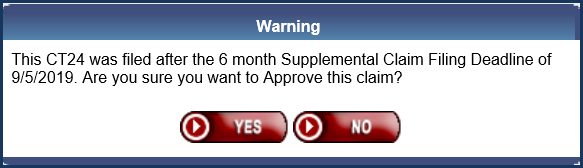 Warning
This CT24 was filed after the 6 month Supplemental Claim Filing Deadline of
9/5/2019. Are you sure you want to Approve this claim?
YES NO